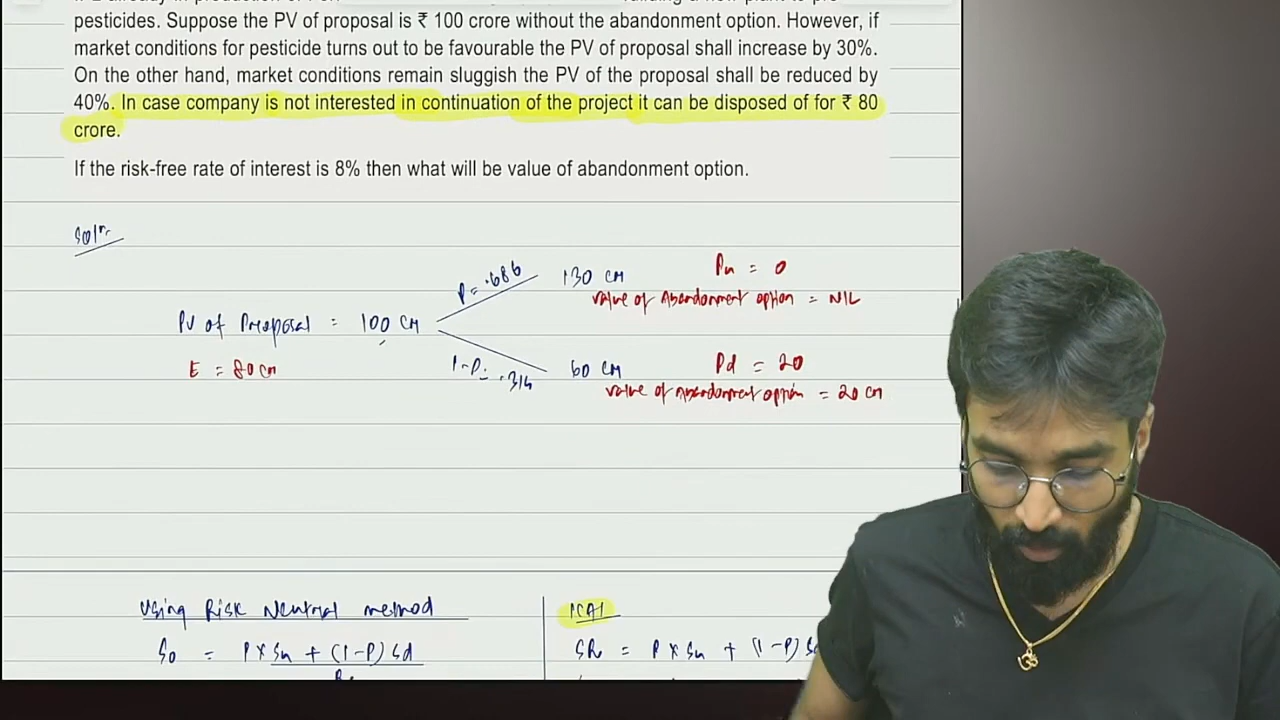 pesticides. Suppose the PV of proposal is ₹ 100 crore without the abandonment option. However, if
market conditions for pesticide turns out to be favourable the PV of proposal shall increase by 30%.
On the other hand, market conditions remain sluggish the PV of the proposal shall be reduced by
40%. In case company is not interested in continuation of the project it can be disposed of for ₹ 80
crore.
If the risk-free rate of interest is 8% then what will be value of abandonment option.
Soln
PV of Proposal = 100 cr
E = 80 cr
P = .686
1-P = .314
130 cr
Pu = 0
value of Abandonment option = NIL
60 cr
Pd = 20
value of Abandonment option = 20 cr
Using Risk Neutral method
So = P x Su + (1-P) Sd
ICAI
= P x Su + (1-P)